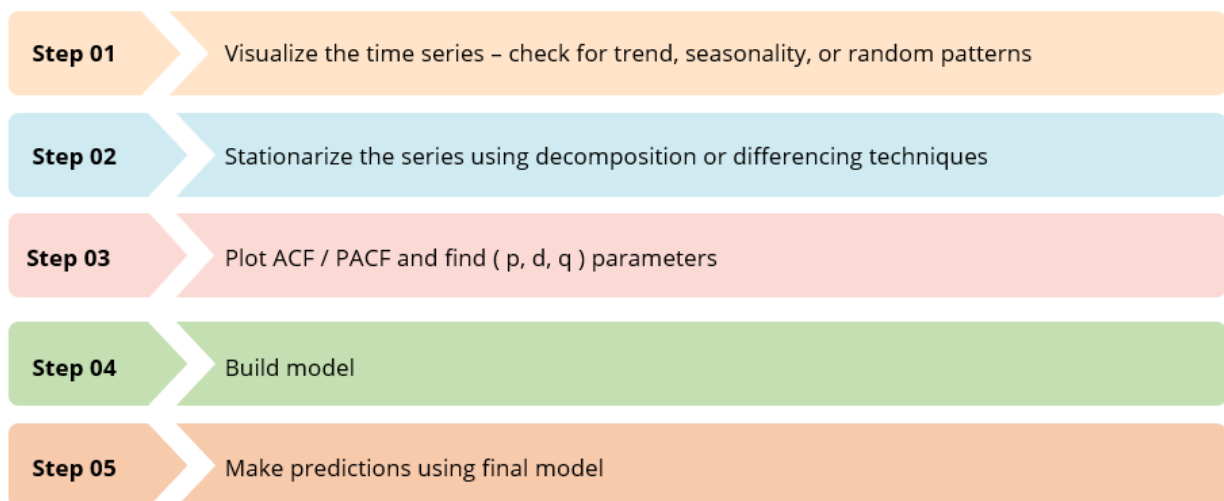 Step 01 Visualize the time series – check for trend, seasonality, or random patterns
Step 02 Stationarize the series using decomposition or differencing techniques
Step 03 Plot ACF / PACF and find ( p, d, q ) parameters
Step 04 Build model
Step 05 Make predictions using final model